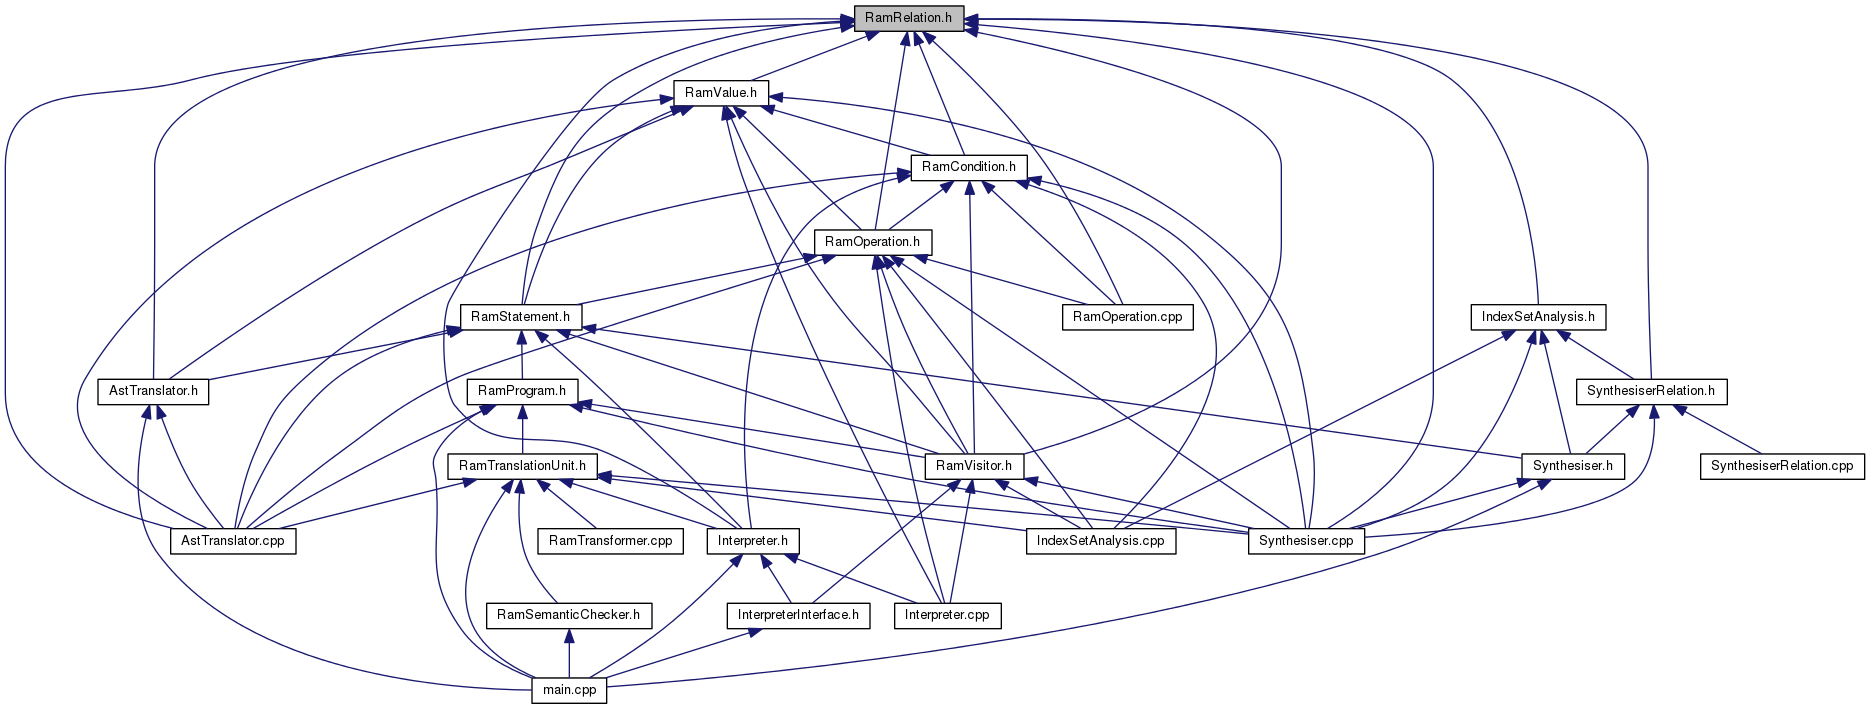 RamRelation.h
RamValue.h
RamCondition.h
RamOperation.h
RamStatement.h
RamOperation.cpp
IndexSetAnalysis.h
AstTranslator.h
RamProgram.h
SynthesiserRelation.h
RamTranslationUnit.h
RamVisitor.h
Synthesiser.h
SynthesiserRelation.cpp
AstTranslator.cpp
RamTransformer.cpp
Interpreter.h
IndexSetAnalysis.cpp
Synthesiser.cpp
RamSemanticChecker.h
InterpreterInterface.h
Interpreter.cpp
main.cpp